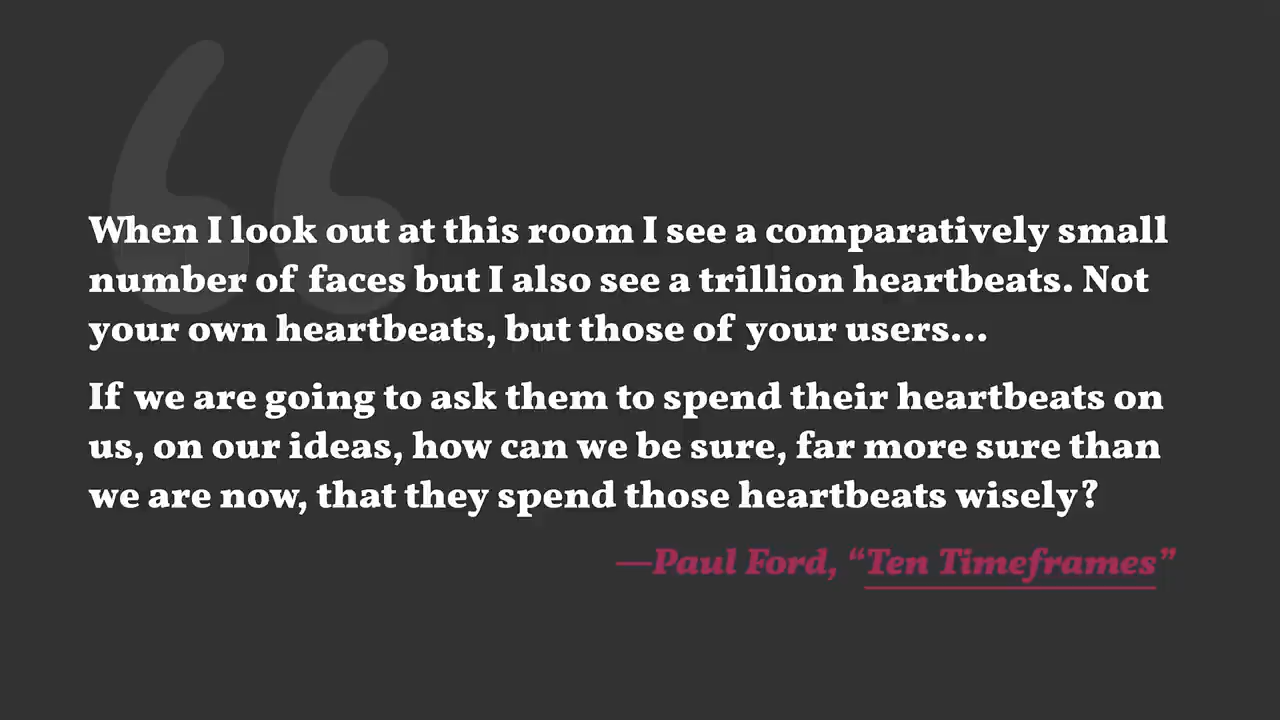 When I look out at this room I see a comparatively small
number of faces but I also see a trillion heartbeats. Not
your own heartbeats, but those of your users…
If we are going to ask them to spend their heartbeats on
us, on our ideas, how can we be sure, far more sure than
we are now, that they spend those heartbeats wisely?
—Paul Ford, “Ten Timeframes”